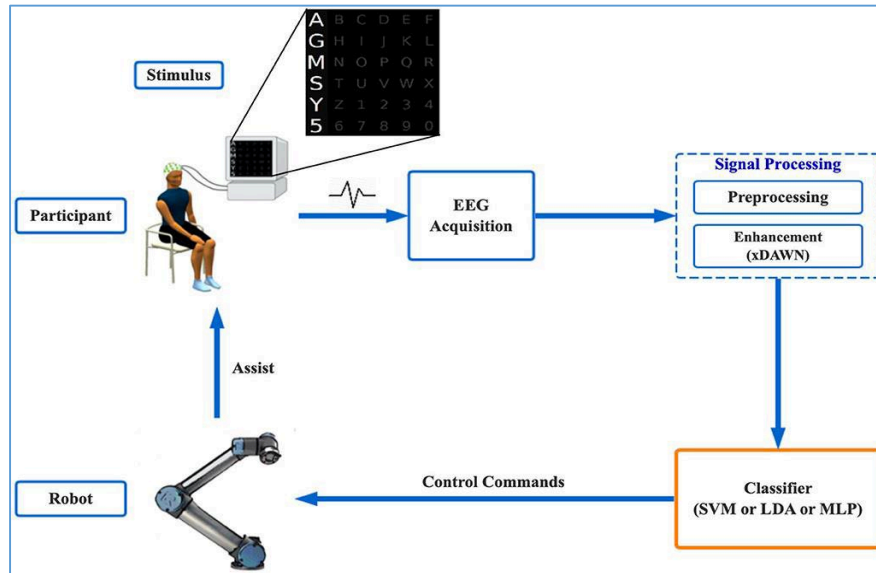 Stimulus
A B C D E F
G H I J K L
M N O P Q R
S T U V W X
Y Z 1 2 3 4
5 6 7 8 9 0
Participant
EEG
Acquisition
Signal Processing
Preprocessing
Enhancement
(xDAWN)
Assist
Robot
Control Commands
Classifier
(SVM or LDA or MLP)